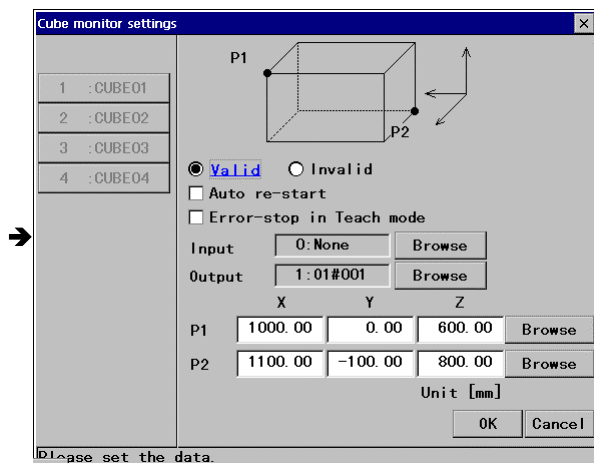 Cube monitor settings
P1
P2
1 :CUBE01
2 :CUBE02
3 :CUBE03
4 :CUBE04
Valid Invalid
Auto re-start
Error-stop in Teach mode
Input 0:None Browse
Output 1:01#001 Browse
X Y Z
P1 1000.00 0.00 600.00 Browse
P2 1100.00 -100.00 800.00 Browse
Unit [mm]
OK Cancel
Please set the data.